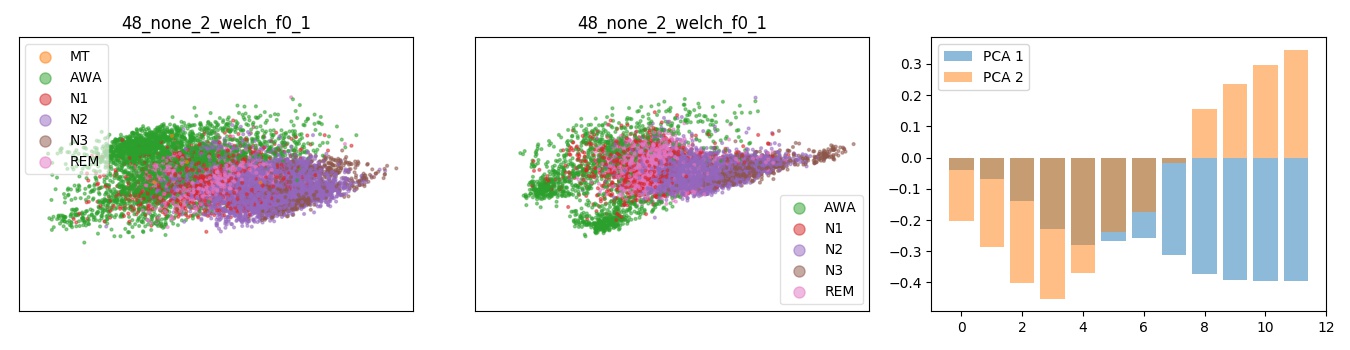 48_none_2_welch_f0_1
MT
AWA
N1
N2
N3
REM
48_none_2_welch_f0_1
AWA
N1
N2
N3
REM
PCA 1
PCA 2
0.3
0.2
0.1
0.0
−0.1
−0.2
−0.3
−0.4
0 2 4 6 8 10 12